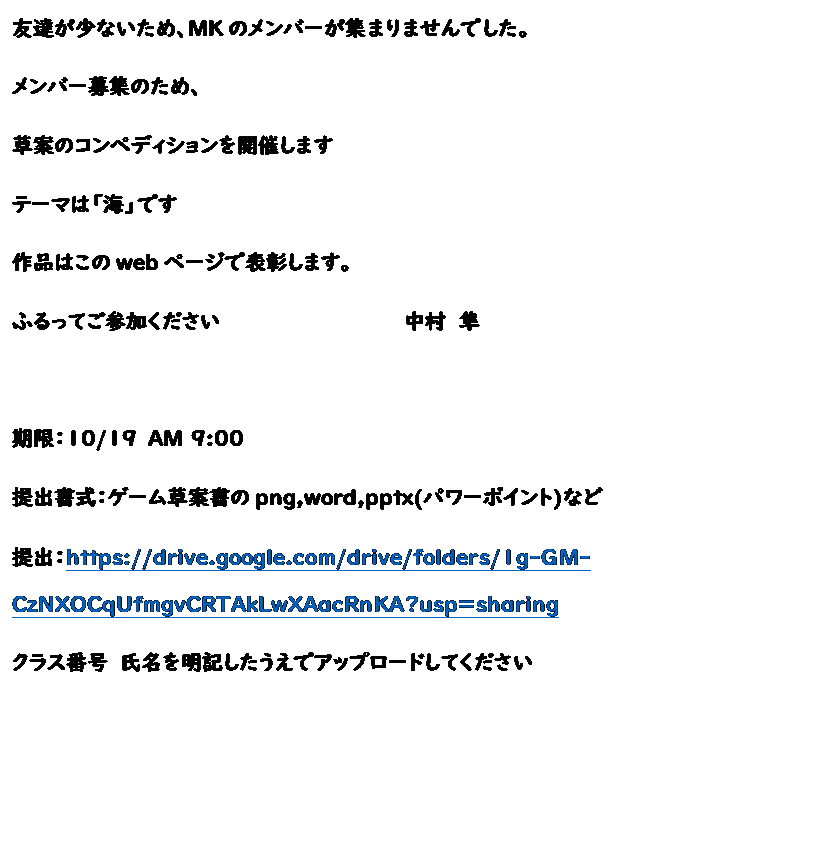 友達が少ないため、MKのメンバーが集まりませんでした。
メンバー募集のため、
草案のコンペディションを開催します
テーマは「海」です
作品はこのwebページで表彰します。
ふるってご参加ください　　　　　　　　　中村　隼
期限：10/19 AM 9:00
提出書式：ゲーム草案書のpng,word,pptx(パワーポイント)など
提出：https://drive.google.com/drive/folders/1g-GM-
CzNXOCqUfmgvCRTAkLwXAacRnKA?usp=sharing
クラス番号　氏名を明記したうえでアップロードしてください